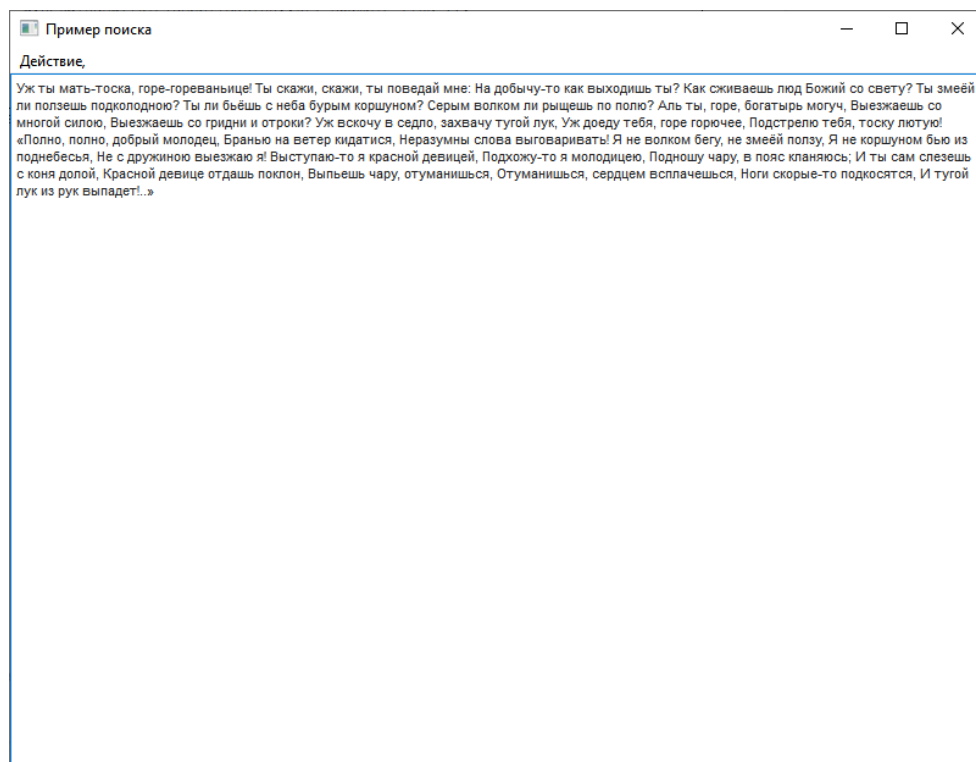 Пример поиска
Действие,
Уж ты мать-тоска, горе-гореваньице! Ты скажи, скажи, ты поведай мне: На добычу-то как выходишь ты? Как сживаешь люд Божий со свету? Ты змеёй
ли ползешь подколодною? Ты ли бьёшь с неба бурым коршуном? Серым волком ли рыщешь по полю? Аль ты, горе, богатырь могуч, Выезжаешь со
многой силою, Выезжаешь со гридни и отроки? Уж вскочу в седло, захвачу тугой лук, Уж доеду тебя, горе горючее, Подстрелю тебя, тоску лютую!
«Полно, полно, добрый молодец, Бранью на ветер кидатися, Неразумны слова выговаривать! Я не волком бегу, не змеёй ползу, Я не коршуном бью из
поднебесья, Не с дружиною выезжаю я! Выступаю-то я красной девицей, Подхожу-то я молодицею, Подношу чару, в пояс кланяюсь; И ты сам слезешь
с коня долой, Красной девице отдашь поклон, Выпьешь чару, отуманишься, Отуманишься, сердцем всплачешься, Ноги скорые-то подкосятся, И тугой
лук из рук выпадет!..»